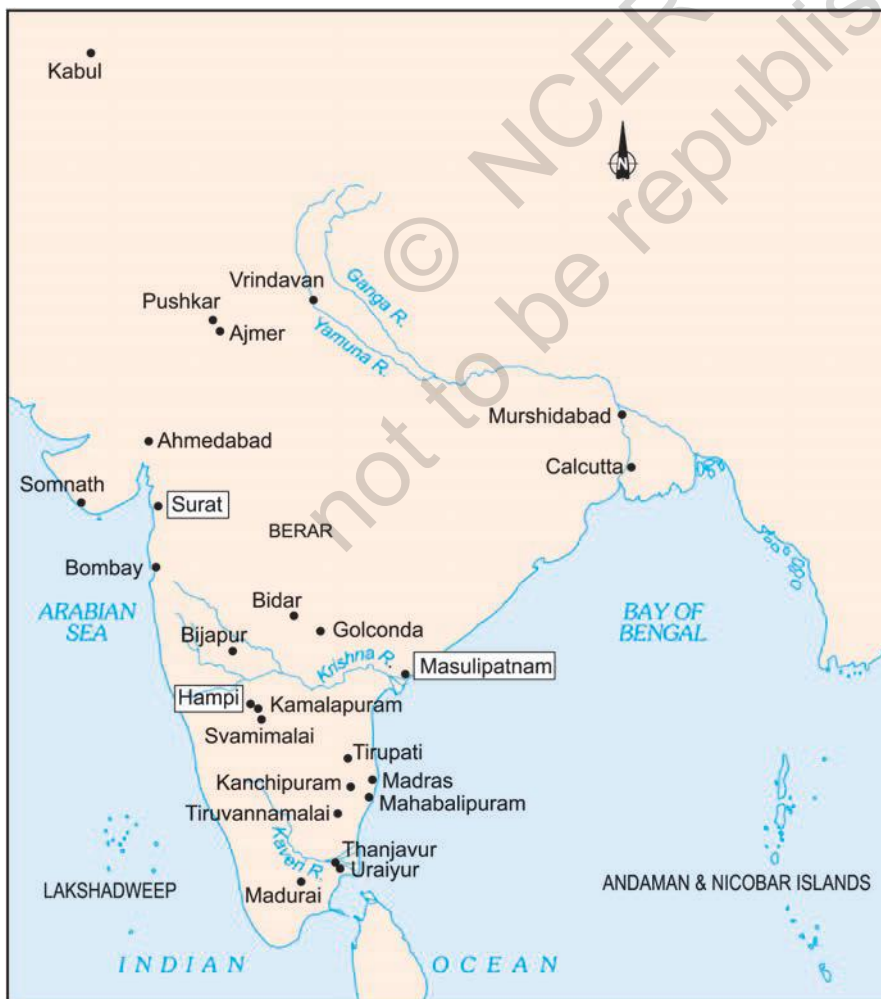 © NCER
not to be republis
Kabul
N
Vrindavan
Ganga R.
Pushkar
Ajmer
Yamuna R.
Murshidabad
Ahmedabad
Calcutta
Somnath
Surat
BERAR
Bombay
Bidar
ARABIAN
SEA
BAY OF
BENGAL
Golconda
Bijapur
Krishna R.
Masulipatnam
Hampi
Kamalapuram
Svamimalai
Tirupati
Kanchipuram
Madras
Mahabalipuram
Tiruvannamalai
Kaveri R.
Thanjavur
Uraiyur
LAKSHADWEEP
Madurai
ANDAMAN & NICOBAR ISLANDS
INDIAN OCEAN